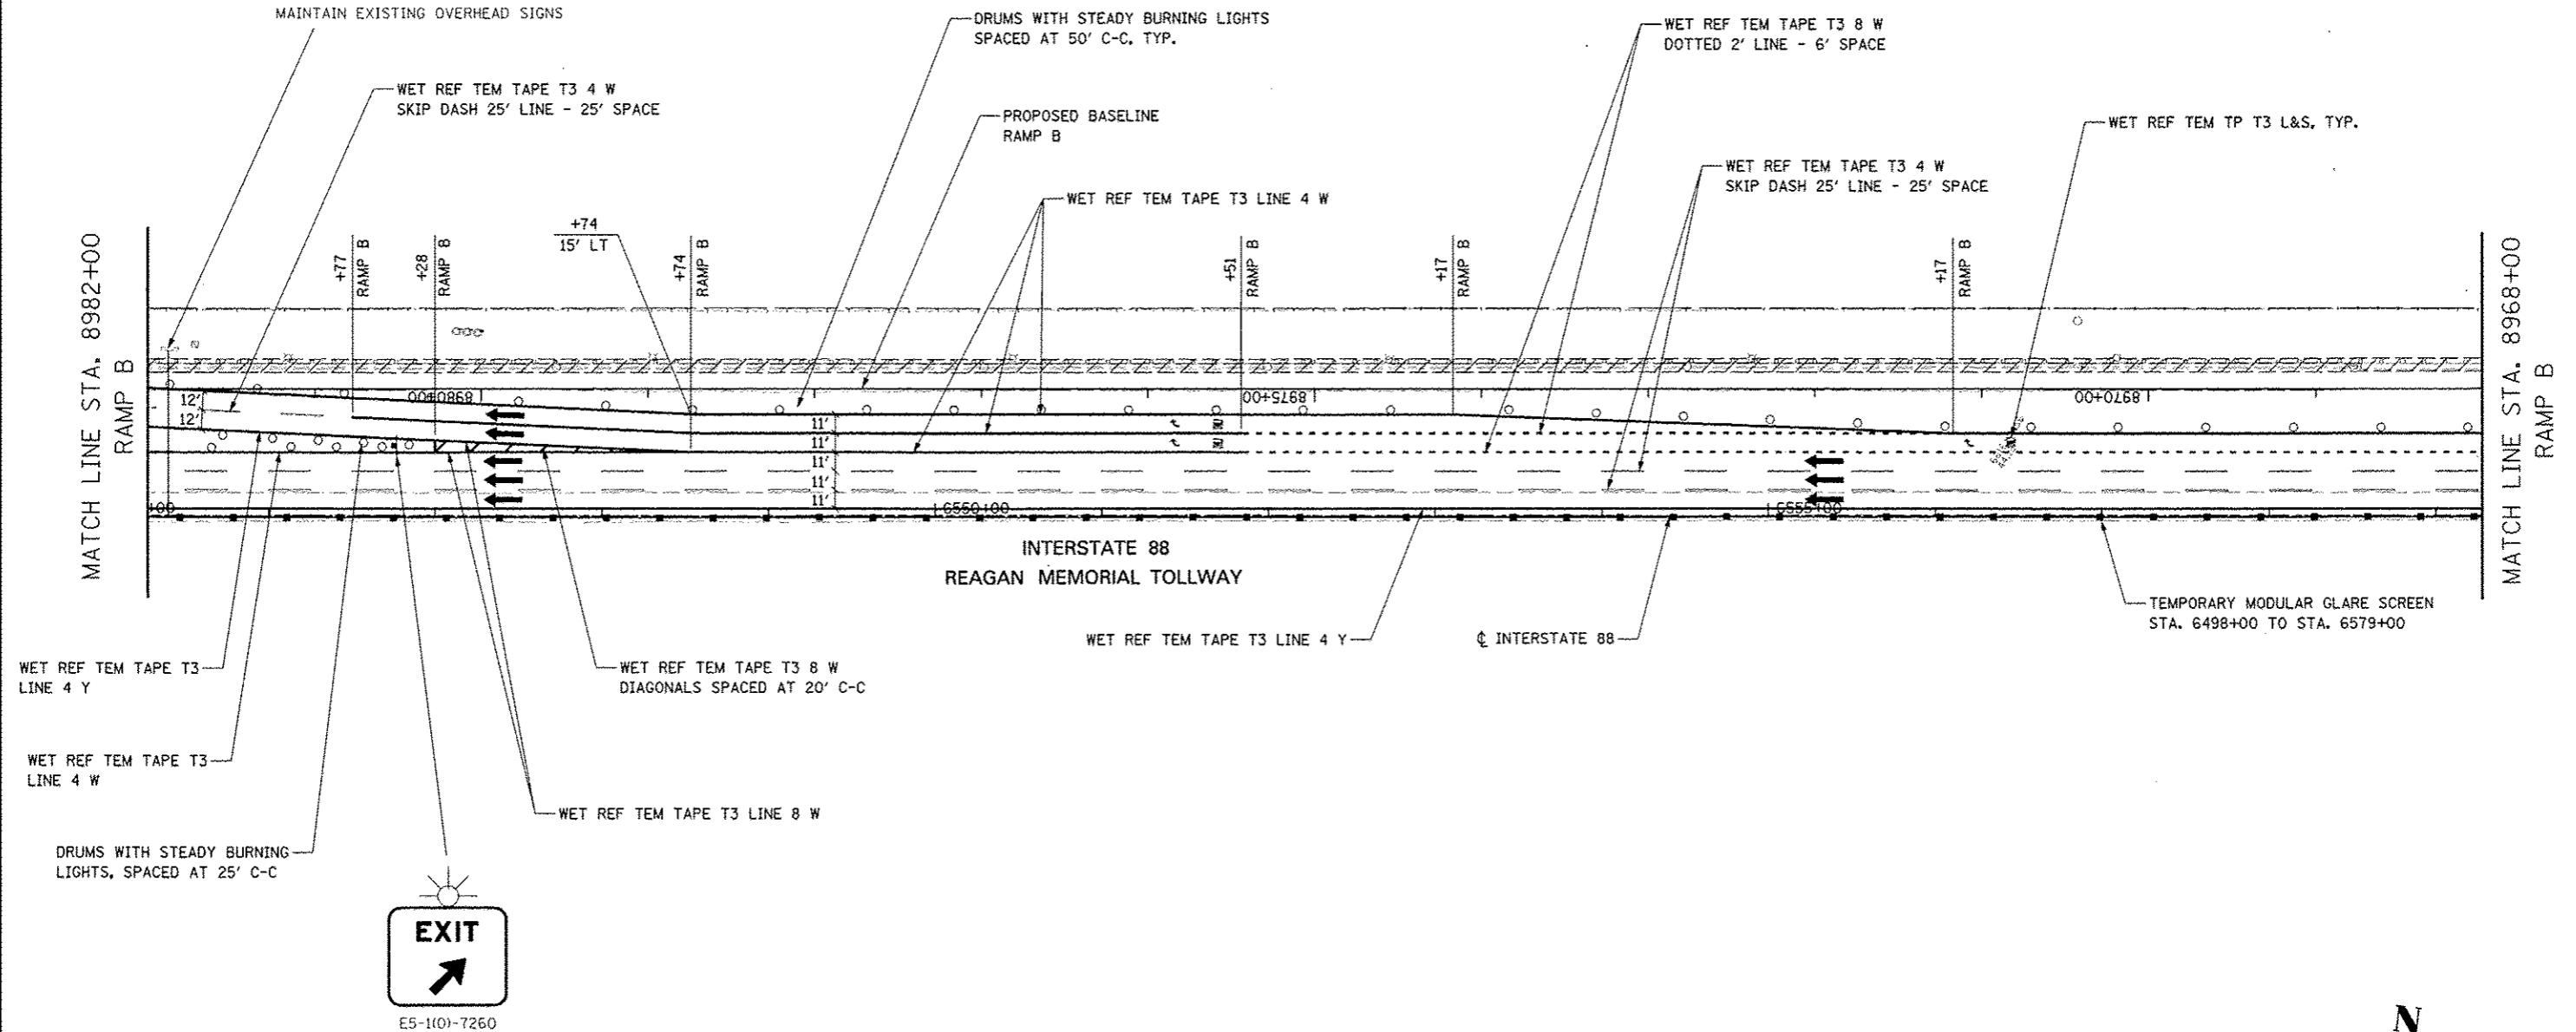 MAINTAIN EXISTING OVERHEAD SIGNS
DRUMS WITH STEADY BURNING LIGHTS
SPACED AT 50' C-C, TYP.
WET REF TEM TAPE T3 8 W
DOTTED 2' LINE - 6' SPACE
WET REF TEM TAPE T3 4 W
SKIP DASH 25' LINE - 25' SPACE
PROPOSED BASELINE
RAMP B
WET REF TEM TP T3 L&S, TYP.
WET REF TEM TAPE T3 4 W
SKIP DASH 25' LINE - 25' SPACE
WET REF TEM TAPE T3 LINE 4 W
+74
15' LT
MATCH LINE STA. 8982+00
RAMP B
+77
RAMP B
+28
RAMP B
+74
RAMP B
+51
RAMP B
+17
RAMP B
+17
RAMP B
MATCH LINE STA. 8968+00
RAMP B
12'
12'
8980+00
8975+00
8970+00
11'
11'
11'
11'
11'
+00
6550+00
6555+00
INTERSTATE 88
REAGAN MEMORIAL TOLLWAY
TEMPORARY MODULAR GLARE SCREEN
STA. 6498+00 TO STA. 6579+00
WET REF TEM TAPE T3 LINE 4 Y
℄ INTERSTATE 88
WET REF TEM TAPE T3
LINE 4 Y
WET REF TEM TAPE T3 8 W
DIAGONALS SPACED AT 20' C-C
WET REF TEM TAPE T3
LINE 4 W
WET REF TEM TAPE T3 LINE 8 W
DRUMS WITH STEADY BURNING
LIGHTS, SPACED AT 25' C-C
EXIT
E5-1(O)-7260
N